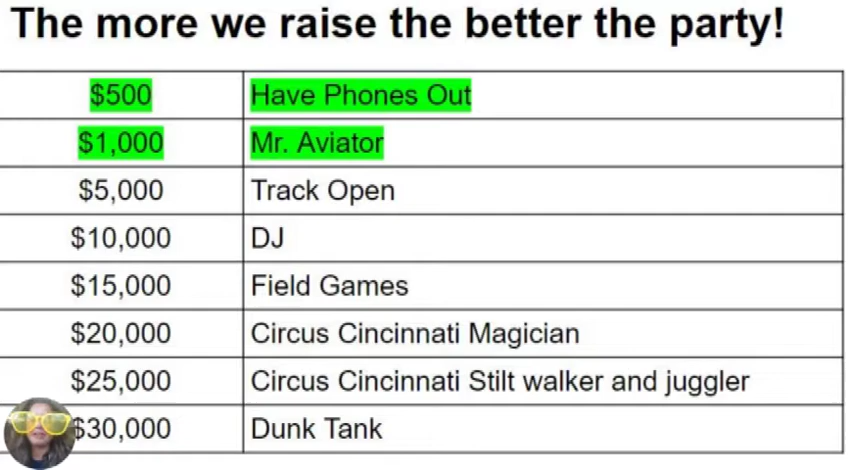 The more we raise the better the party!
$500 Have Phones Out
$1,000 Mr. Aviator
$5,000 Track Open
$10,000 DJ
$15,000 Field Games
$20,000 Circus Cincinnati Magician
$25,000 Circus Cincinnati Stilt walker and juggler
$30,000 Dunk Tank